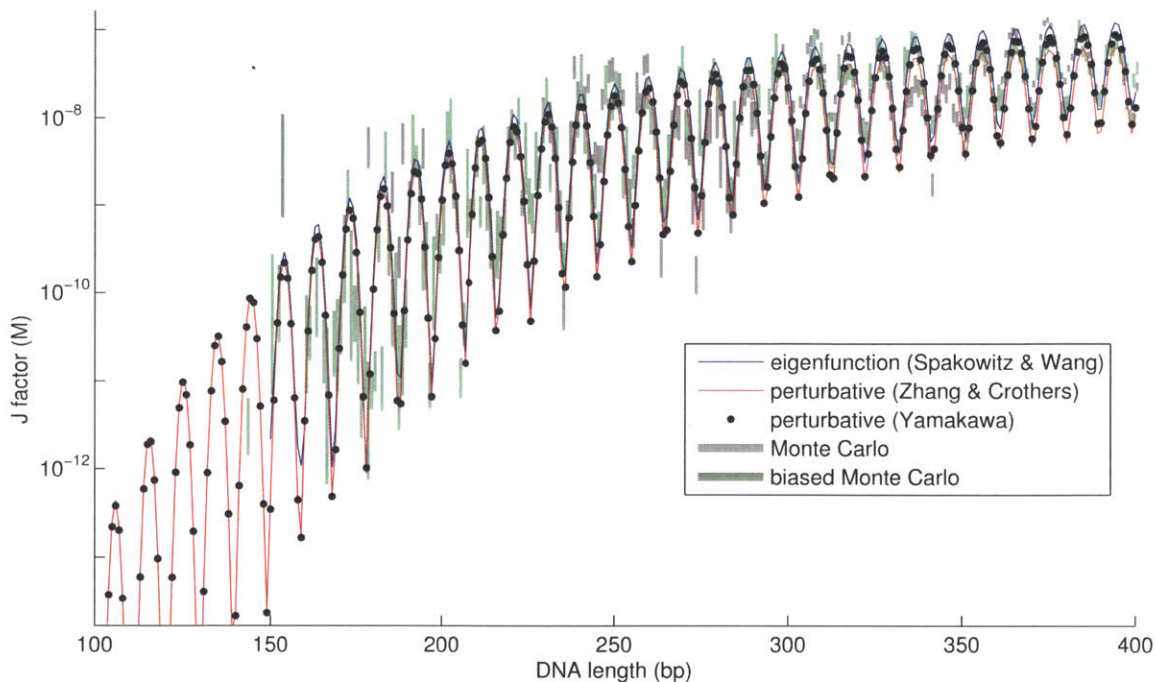 J factor (M)
10⁻⁸
10⁻¹⁰
10⁻¹²
eigenfunction (Spakowitz & Wang)
perturbative (Zhang & Crothers)
perturbative (Yamakawa)
Monte Carlo
biased Monte Carlo
100 150 200 250 300 350 400
DNA length (bp)